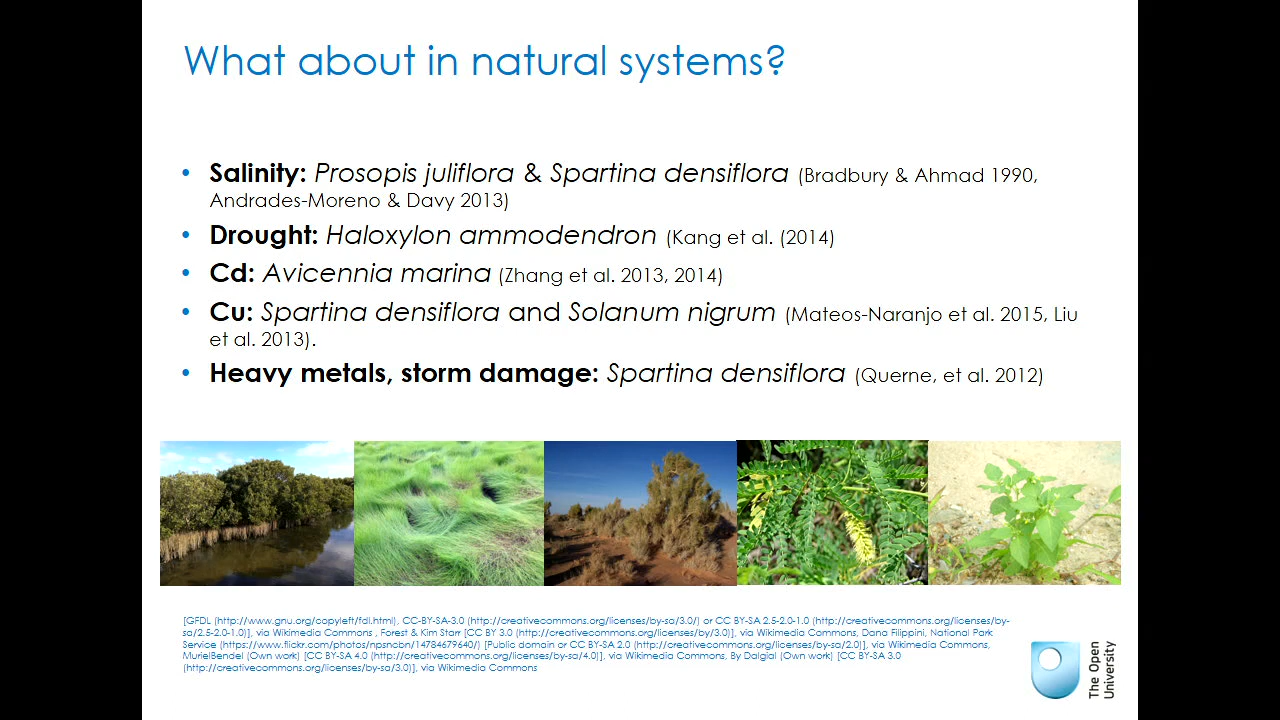 What about in natural systems?
• Salinity: Prosopis juliflora & Spartina densiflora (Bradbury & Ahmad 1990,
Andrades-Moreno & Davy 2013)
• Drought: Haloxylon ammodendron (Kang et al. (2014)
• Cd: Avicennia marina (Zhang et al. 2013, 2014)
• Cu: Spartina densiflora and Solanum nigrum (Mateos-Naranjo et al. 2015, Liu
et al. 2013).
• Heavy metals, storm damage: Spartina densiflora (Querne, et al. 2012)
[GFDL (http://www.gnu.org/copyleft/fdl.html), CC-BY-SA-3.0 (http://creativecommons.org/licenses/by-sa/3.0/) or CC BY-SA 2.5-2.0-1.0 (http://creativecommons.org/licenses/by-
sa/2.5-2.0-1.0)], via Wikimedia Commons , Forest & Kim Starr [CC BY 3.0 (http://creativecommons.org/licenses/by/3.0)], via Wikimedia Commons, Dana Filippini, National Park
Service (https://www.flickr.com/photos/npsncbn/14784679640/) [Public domain or CC BY-SA 2.0 (http://creativecommons.org/licenses/by-sa/2.0)], via Wikimedia Commons,
MurielBendel (Own work) [CC BY-SA 4.0 (http://creativecommons.org/licenses/by-sa/4.0)], via Wikimedia Commons, By Dalgial (Own work) [CC BY-SA 3.0
(http://creativecommons.org/licenses/by-sa/3.0)], via Wikimedia Commons
The Open
University